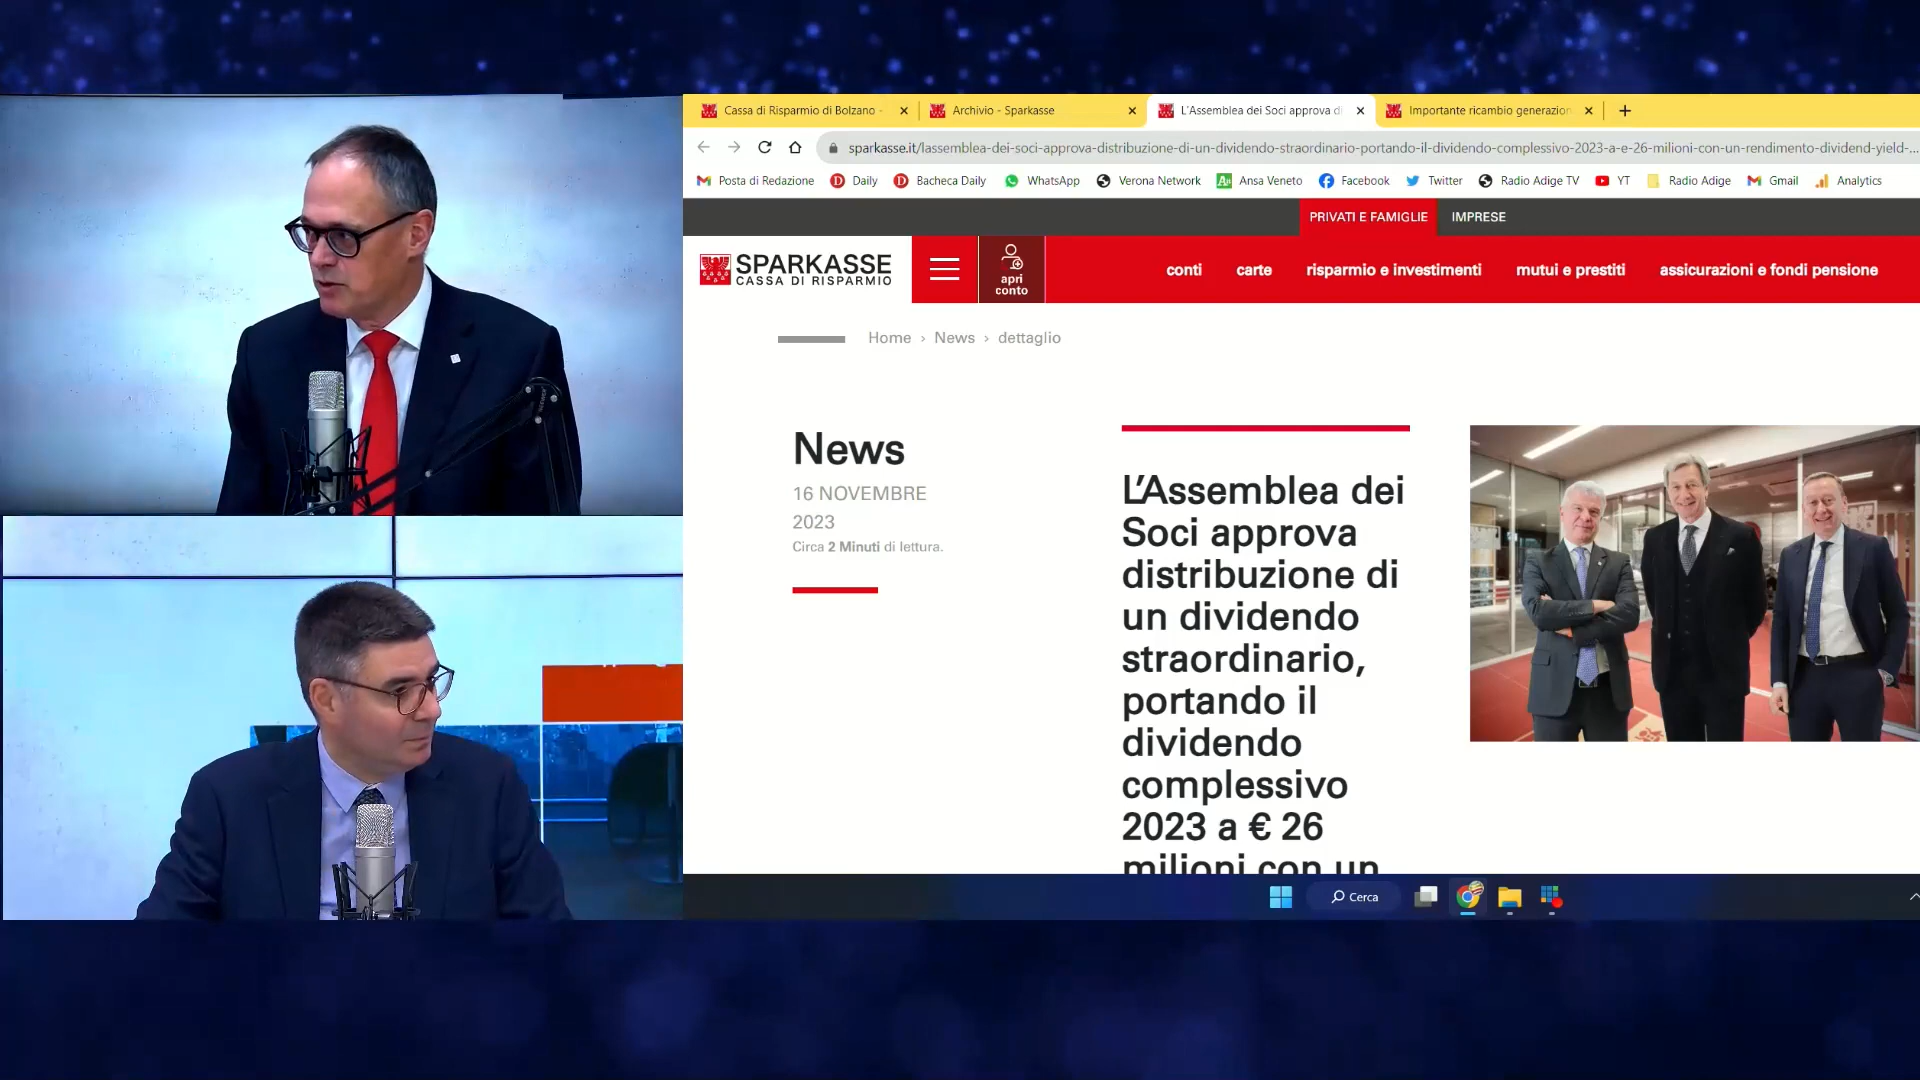 Cassa di Risparmio di Bolzano -
Archivio - Sparkasse
L'Assemblea dei Soci approva di
Importante ricambio generazion
sparkasse.it/lassemblea-dei-soci-approva-distribuzione-di-un-dividendo-straordinario-portando-il-dividendo-complessivo-2023-a-e-26-milioni-con-un-rendimento-dividend-yield-...
Posta di Redazione
Daily
Bacheca Daily
WhatsApp
Verona Network
Ansa Veneto
Facebook
Twitter
Radio Adige TV
YT
Radio Adige
Gmail
Analytics
PRIVATI E FAMIGLIE
IMPRESE
SPARKASSE
CASSA DI RISPARMIO
apri
conto
conti
carte
risparmio e investimenti
mutui e prestiti
assicurazioni e fondi pensione
Home › News › dettaglio
News
16 NOVEMBRE
2023
Circa 2 Minuti di lettura.
L'Assemblea dei
Soci approva
distribuzione di
un dividendo
straordinario,
portando il
dividendo
complessivo
2023 a € 26
milioni con un
Cerca